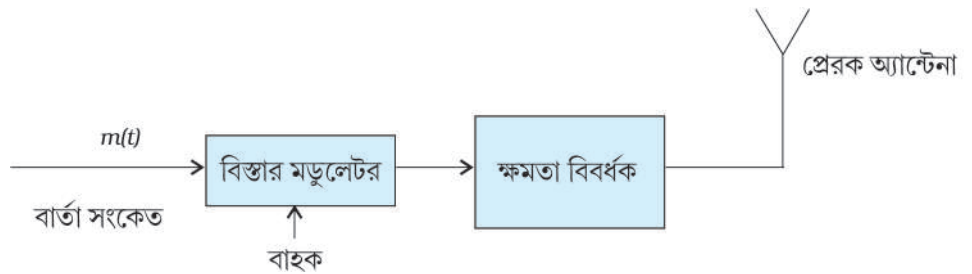 প্রেরক অ্যান্টেনা
m(t)
বিস্তার মডুলেটর
ক্ষমতা বিবর্ধক
বার্তা সংকেত
বাহক